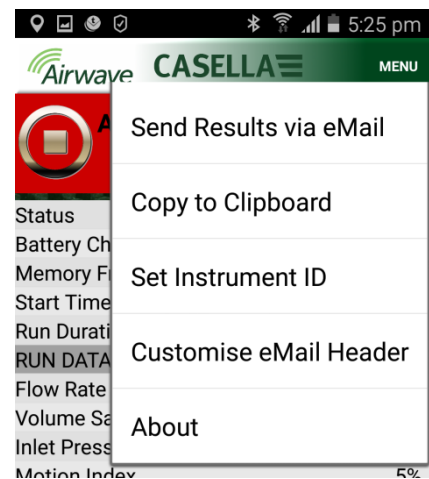 5:25 pm
Airwave CASELLA MENU
A
Send Results via eMail
Copy to Clipboard
Set Instrument ID
Customise eMail Header
About
Status
Battery Ch
Memory F
Start Time
Run Durati
RUN DATA
Flow Rate
Volume Sa
Inlet Press
Motion Index 5%